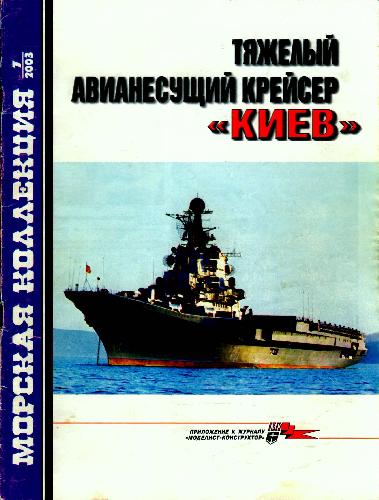 ТЯЖЕЛЫЙ
АВИАНЕСУЩИЙ КРЕЙСЕР
«КИЕВ»
МОРСКАЯ КОЛЛЕКЦИЯ
7
2003
ПРИЛОЖЕНИЕ К ЖУРНАЛУ
«МОДЕЛИСТ-КОНСТРУКТОР»